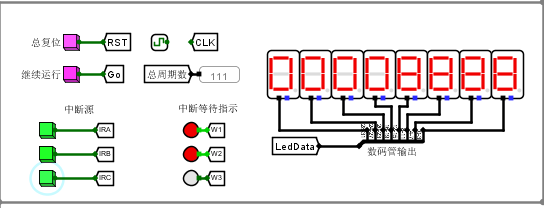 总复位 RST CLK
继续运行 Go 总周期数 111
中断源 中断等待指示
IRA W1
IRB W2
IRC W3
LedData 数码管输出